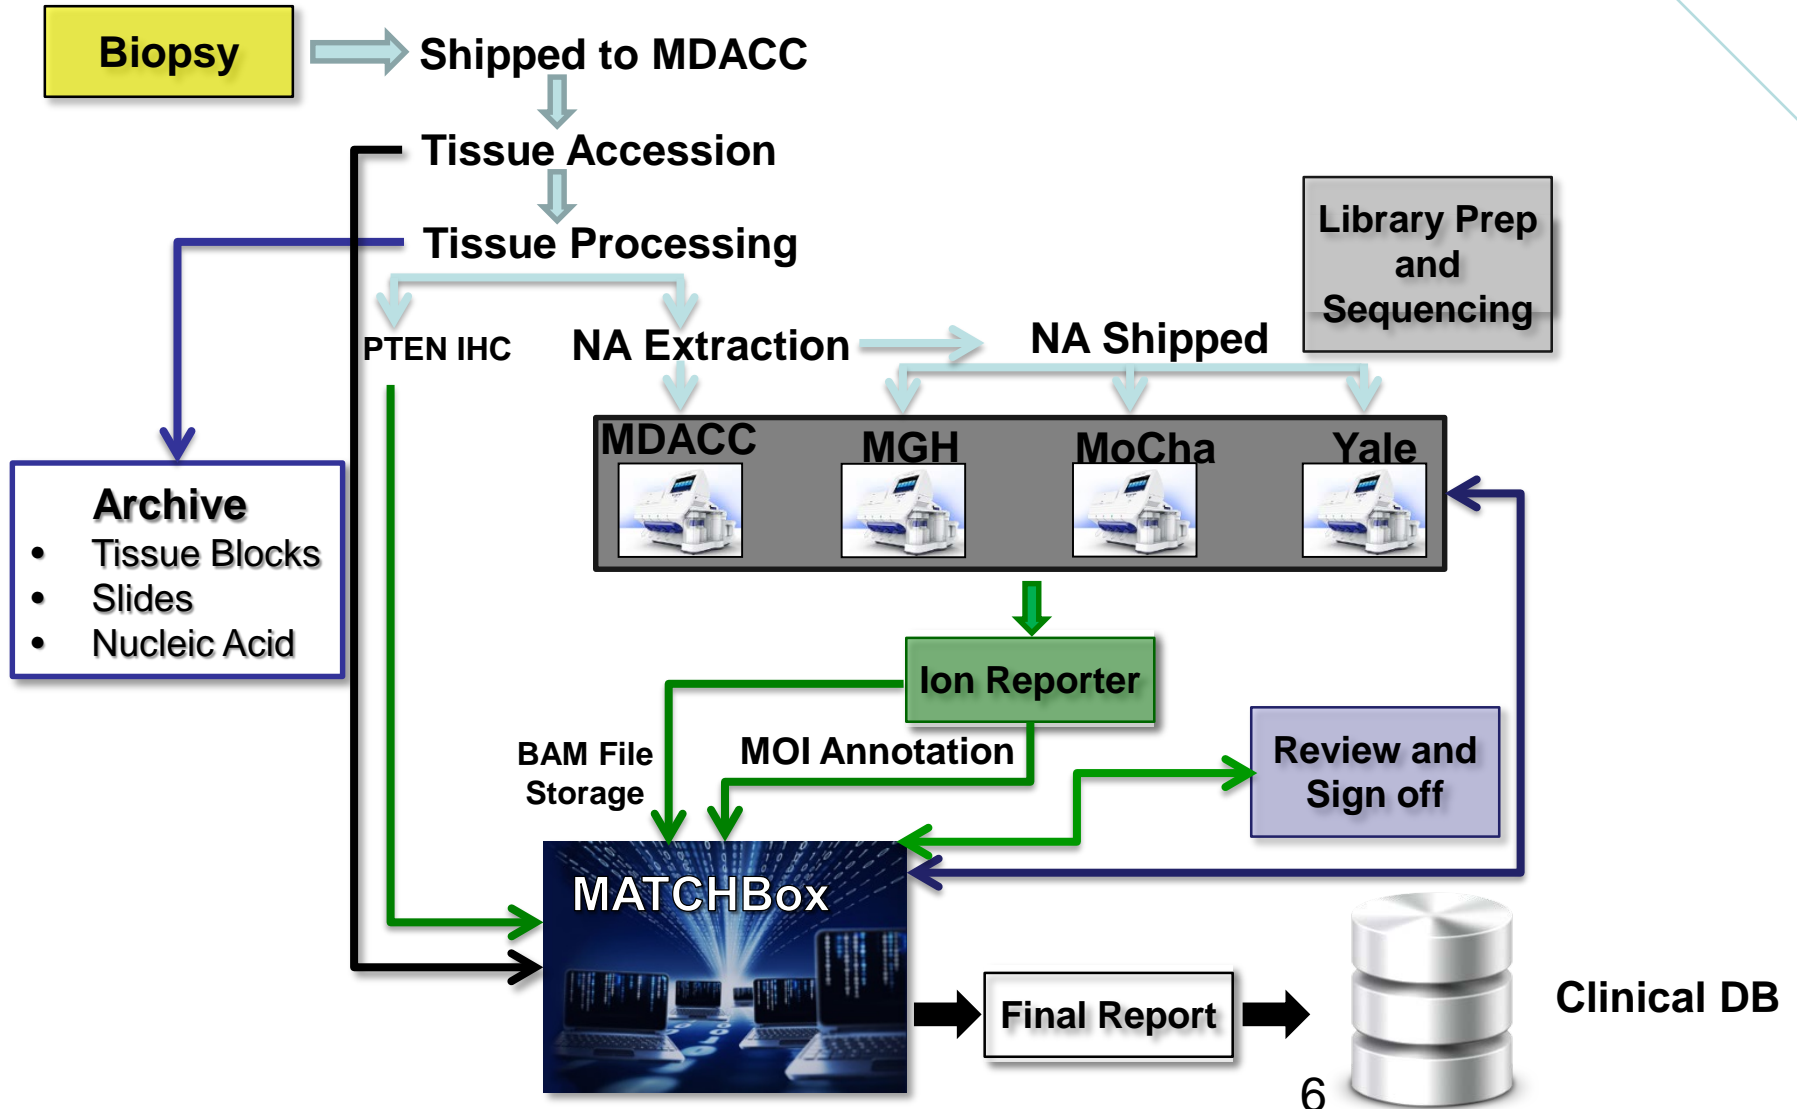 Biopsy
Shipped to MDACC
Tissue Accession
Tissue Processing
Library Prep
and
Sequencing
PTEN IHC
NA Extraction
NA Shipped
MDACC
MGH
MoCha
Yale
Archive
• Tissue Blocks
• Slides
• Nucleic Acid
Ion Reporter
BAM File
Storage
MOI Annotation
Review and
Sign off
MATCHBox
Final Report
Clinical DB
6